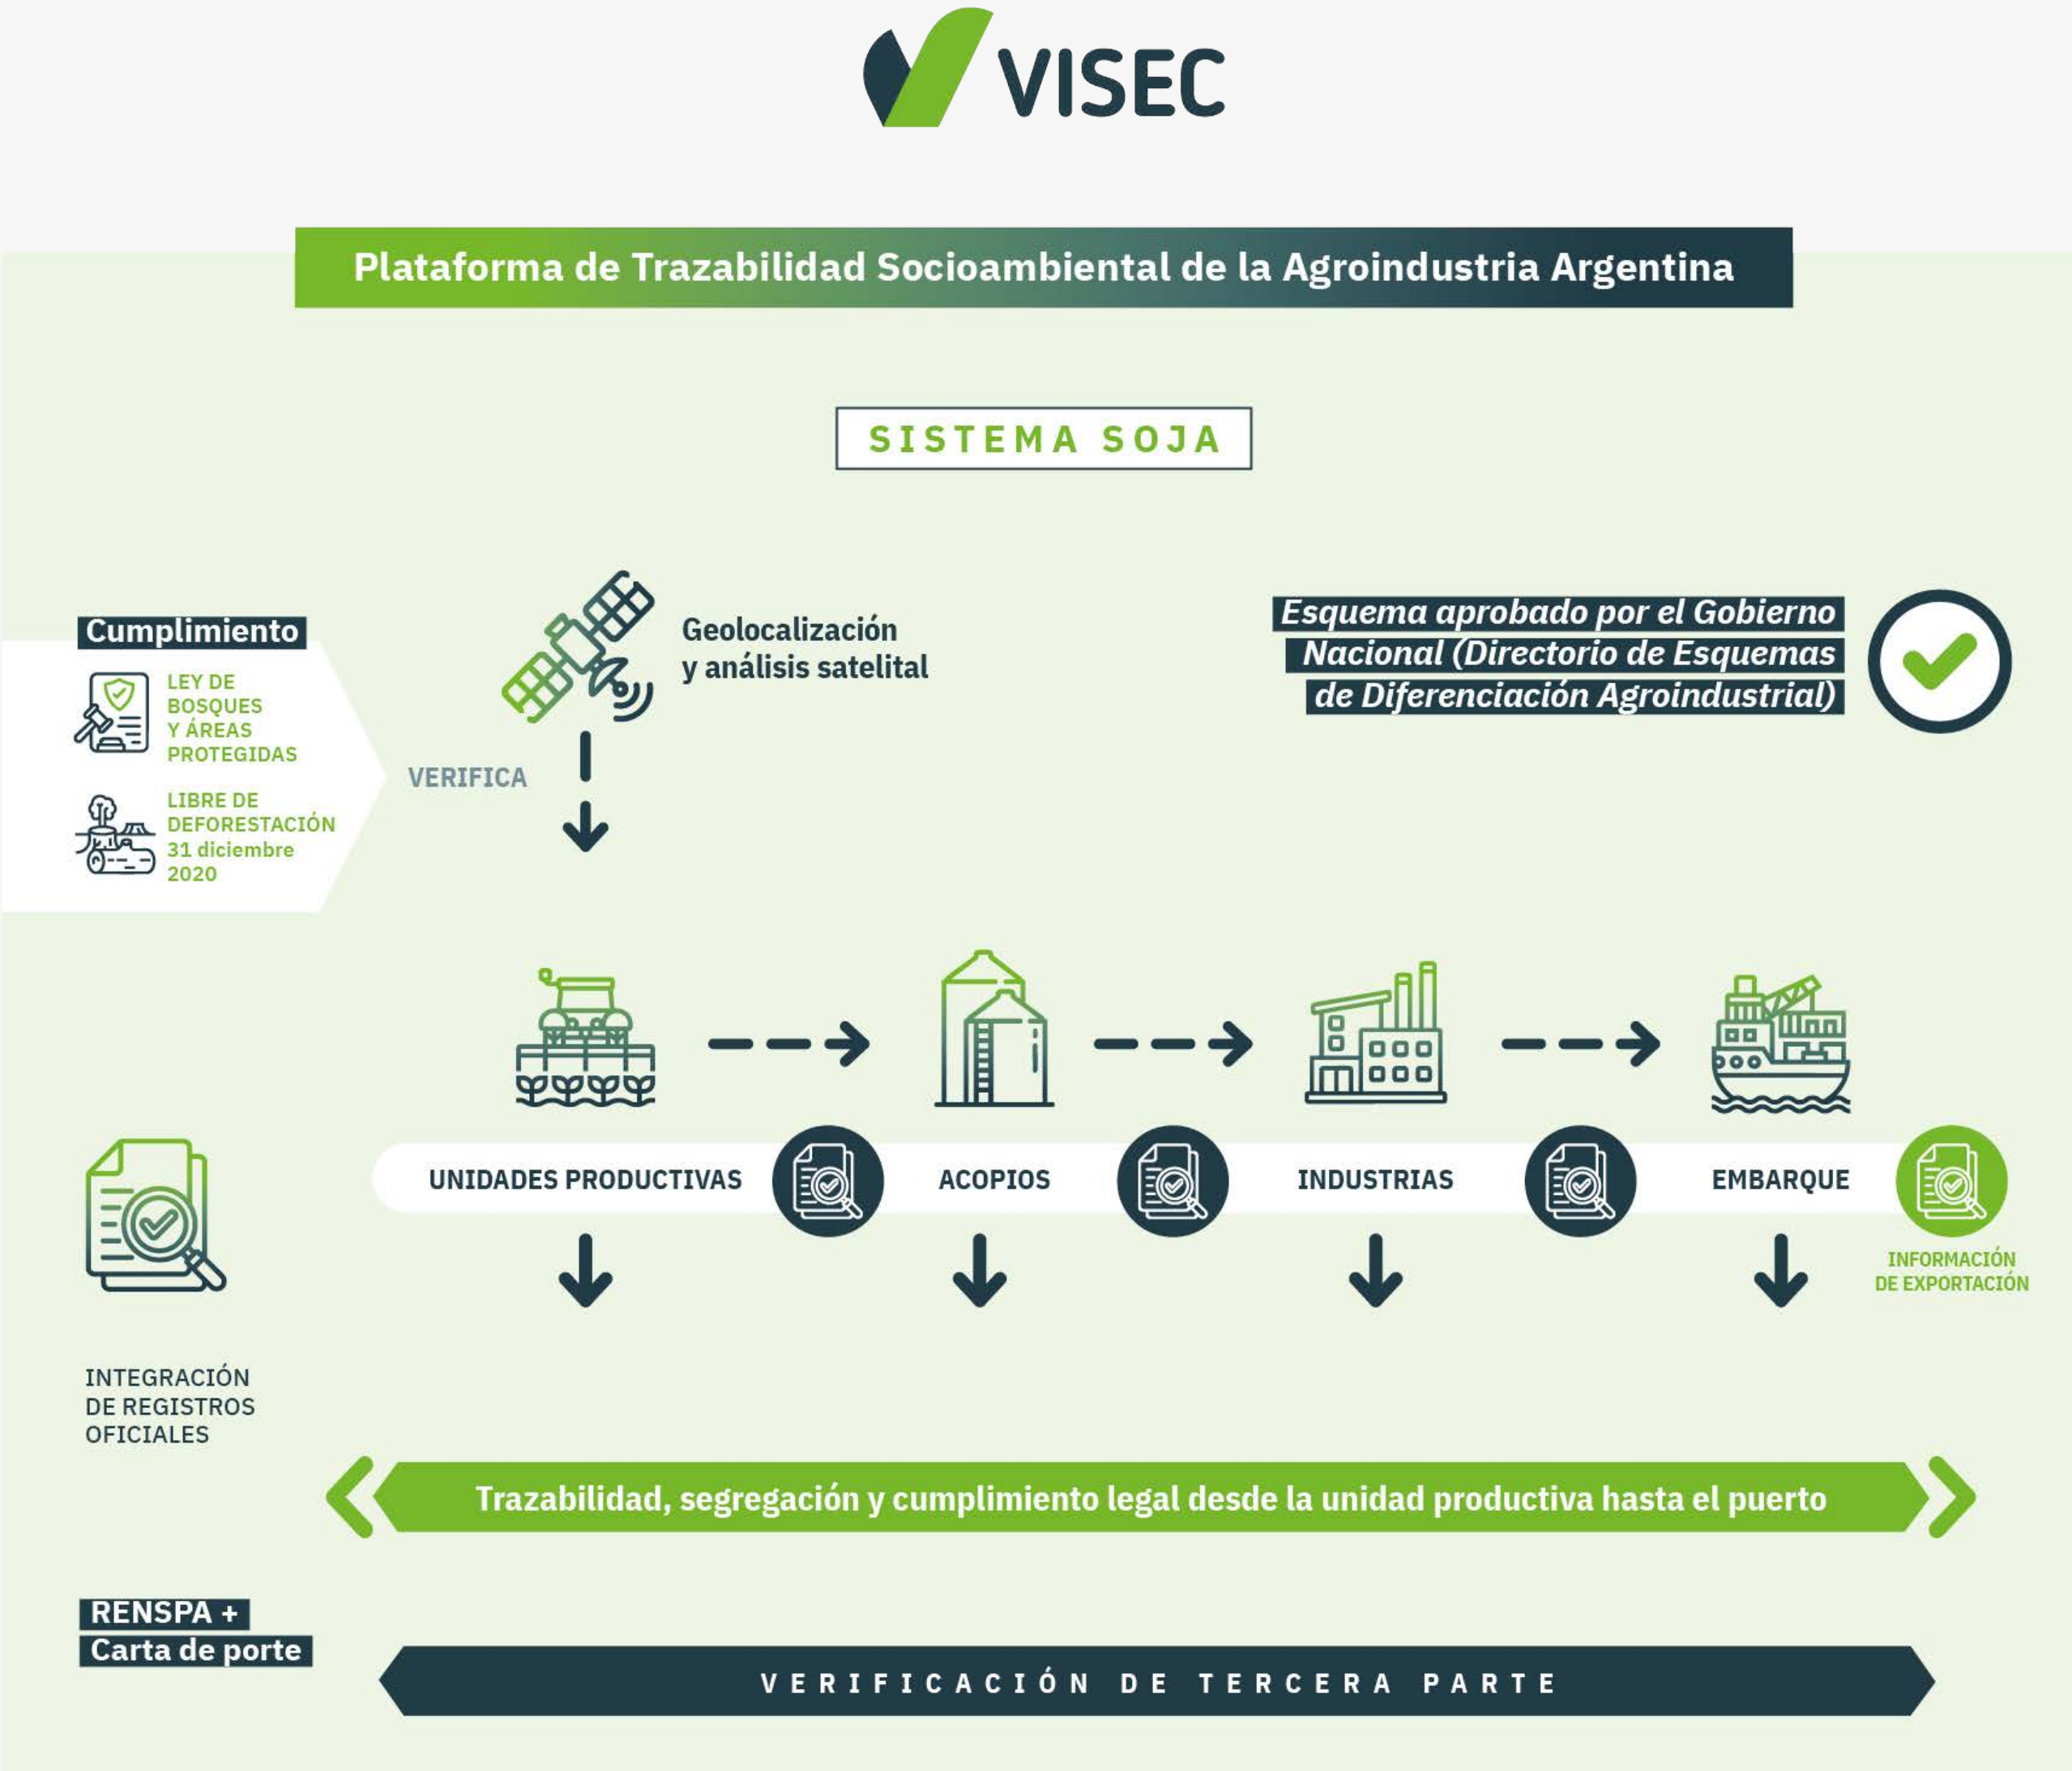 VISEC
Plataforma de Trazabilidad Socioambiental de la Agroindustria Argentina
SISTEMA SOJA
Cumplimiento
LEY DE
BOSQUES
Y ÁREAS
PROTEGIDAS
LIBRE DE
DEFORESTACIÓN
31 diciembre
2020
VERIFICA
Geolocalización
y análisis satelital
Esquema aprobado por el Gobierno
Nacional (Directorio de Esquemas
de Diferenciación Agroindustrial)
UNIDADES PRODUCTIVAS
ACOPIOS
INDUSTRIAS
EMBARQUE
INFORMACIÓN
DE EXPORTACIÓN
INTEGRACIÓN
DE REGISTROS
OFICIALES
Trazabilidad, segregación y cumplimiento legal desde la unidad productiva hasta el puerto
RENSPA +
Carta de porte
VERIFICACIÓN DE TERCERA PARTE